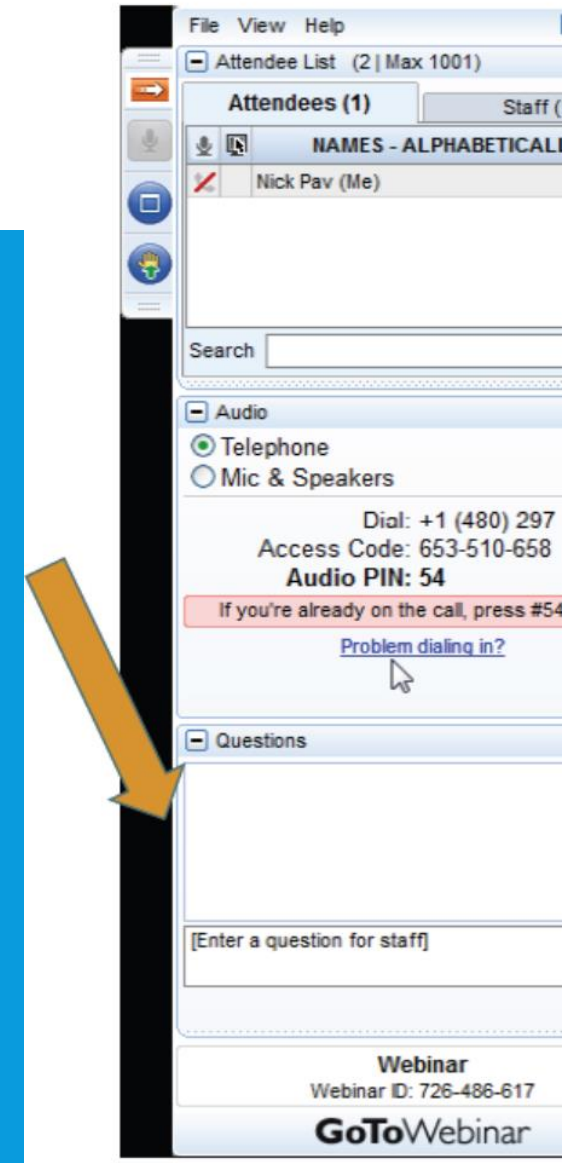 File View Help
Attendee List (2 | Max 1001)
Attendees (1) Staff (
NAMES - ALPHABETICALL
Nick Pav (Me)
Search
Audio
Telephone
Mic & Speakers
Dial: +1 (480) 297
Access Code: 653-510-658
Audio PIN: 54
If you're already on the call, press #54
Problem dialing in?
Questions
[Enter a question for staff]
Webinar
Webinar ID: 726-486-617
GoToWebinar